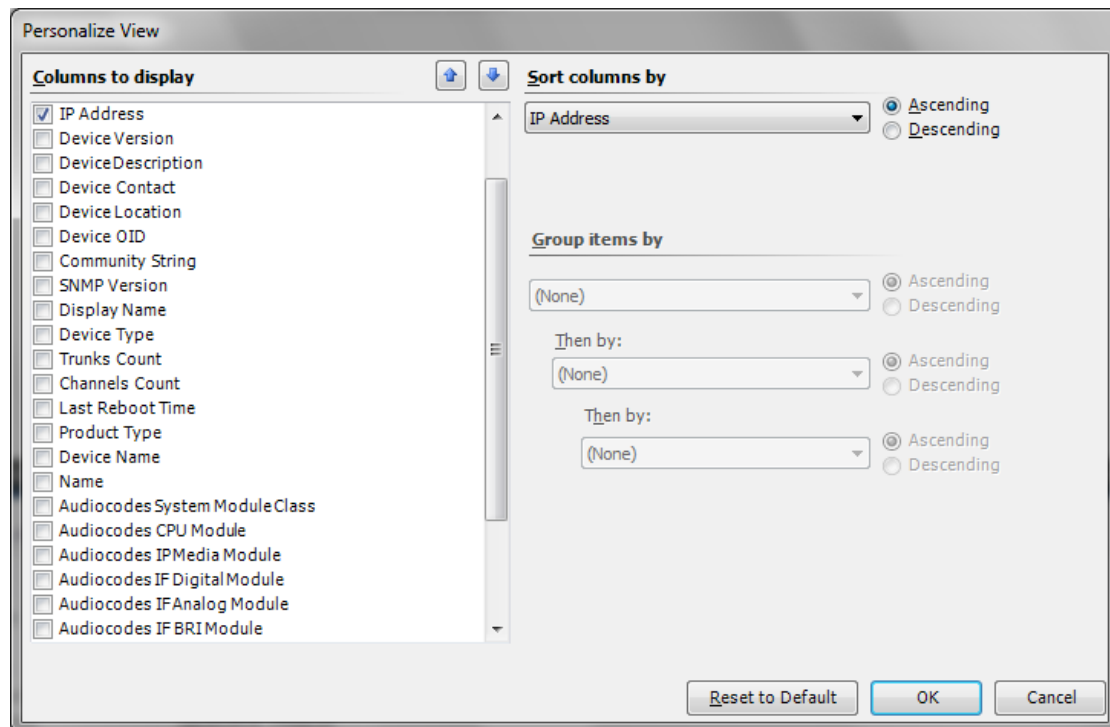 Personalize View
Columns to display
IP Address
Device Version
Device Description
Device Contact
Device Location
Device OID
Community String
SNMP Version
Display Name
Device Type
Trunks Count
Channels Count
Last Reboot Time
Product Type
Device Name
Name
Audiocodes System Module Class
Audiocodes CPU Module
Audiocodes IPMedia Module
Audiocodes IF Digital Module
Audiocodes IF Analog Module
Audiocodes IF BRI Module
Sort columns by
IP Address
Ascending
Descending
Group items by
(None)
Ascending
Descending
Then by:
(None)
Ascending
Descending
Then by:
(None)
Ascending
Descending
Reset to Default
OK
Cancel